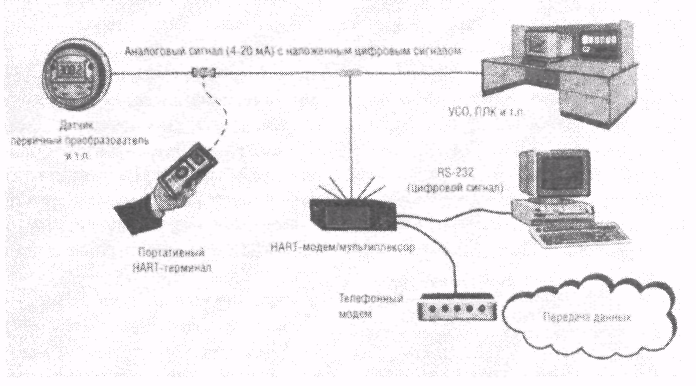 Аналоговый сигнал (4-20 мА) с наложенным цифровым сигналом
Датчик
первичный преобразователь
и т.п.
УСО, ПЛК и т.п.
RS-232
(цифровой сигнал)
Портативный
HART-терминал
HART-модем/мультиплексор
Телефонный
модем
Передача данных